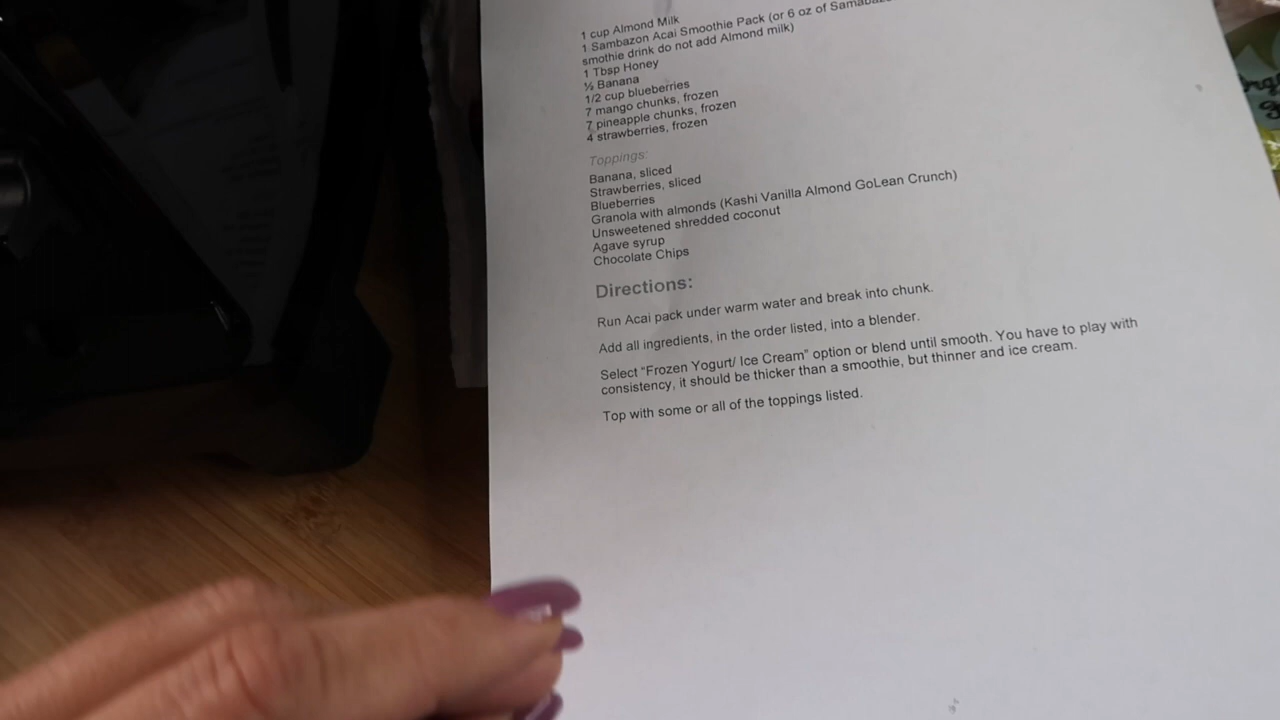 1 cup Almond Milk
1 Sambazon Acai Smoothie Pack (or 6 oz of
smothie drink do not add Almond milk)
1 Tbsp Honey
½ Banana
1/2 cup blueberries
7 mango chunks, frozen
7 pineapple chunks, frozen
4 strawberries, frozen
Toppings:
Banana, sliced
Strawberries, sliced
Blueberries
Granola with almonds (Kashi Vanilla Almond GoLean Crunch)
Unsweetened shredded coconut
Agave syrup
Chocolate Chips
Directions:
Run Acai pack under warm water and break into chunk.
Add all ingredients, in the order listed, into a blender.
Select “Frozen Yogurt/ Ice Cream” option or blend until smooth. You have to play with
consistency, it should be thicker than a smoothie, but thinner and ice cream.
Top with some or all of the toppings listed.